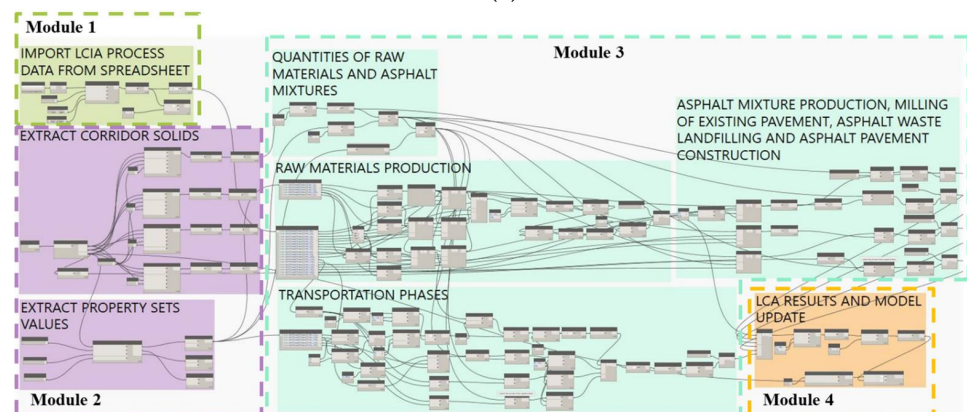 Module 1
IMPORT LCIA PROCESS
DATA FROM SPREADSHEET
EXTRACT CORRIDOR SOLIDS
EXTRACT PROPERTY SETS
VALUES
Module 2
QUANTITIES OF RAW
MATERIALS AND ASPHALT
MIXTURES
Module 3
RAW MATERIALS PRODUCTION
TRANSPORTATION PHASES
ASPHALT MIXTURE PRODUCTION, MILLING
OF EXISTING PAVEMENT, ASPHALT WASTE
LANDFILLING AND ASPHALT PAVEMENT
CONSTRUCTION
LCA RESULTS AND MODEL
UPDATE
Module 4